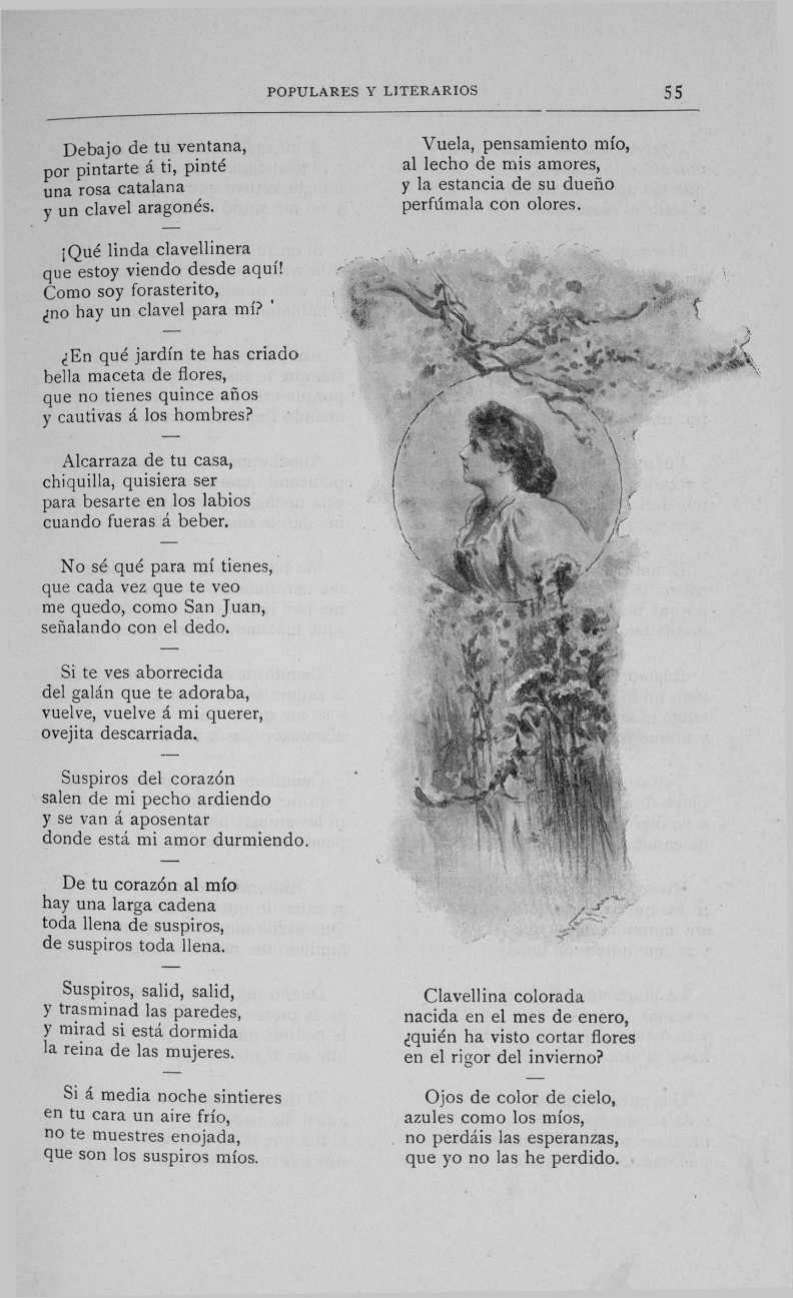 POPULARES Y LITERARIOS 55
Debajo de tu ventana,
por pintarte á ti, pinté
una rosa catalana
y un clavel aragonés.
¡Qué linda clavellinera
que estoy viendo desde aquí!
Como soy forasterito,
¿no hay un clavel para mí?
¿En qué jardín te has criado
bella maceta de flores,
que no tienes quince años
y cautivas á los hombres?
Alcarraza de tu casa,
chiquilla, quisiera ser
para besarte en los labios
cuando fueras á beber.
No sé qué para mí tienes,
que cada vez que te veo
me quedo, como San Juan,
señalando con el dedo.
Si te ves aborrecida
del galán que te adoraba,
vuelve, vuelve á mi querer,
ovejita descarriada.
Suspiros del corazón
salen de mi pecho ardiendo
y se van á aposentar
donde está mi amor durmiendo.
De tu corazón al mío
hay una larga cadena
toda llena de suspiros,
de suspiros toda llena.
Suspiros, salid, salid,
y trasminad las paredes,
y mirad si está dormida
la reina de las mujeres.
Si á media noche sintieres
en tu cara un aire frío,
no te muestres enojada,
que son los suspiros míos.
Vuela, pensamiento mío,
al lecho de mis amores,
y la estancia de su dueño
perfúmala con olores.
Clavellina colorada
nacida en el mes de enero,
¿quién ha visto cortar flores
en el rigor del invierno?
Ojos de color de cielo,
azules como los míos,
no perdáis las esperanzas,
que yo no las he perdido.